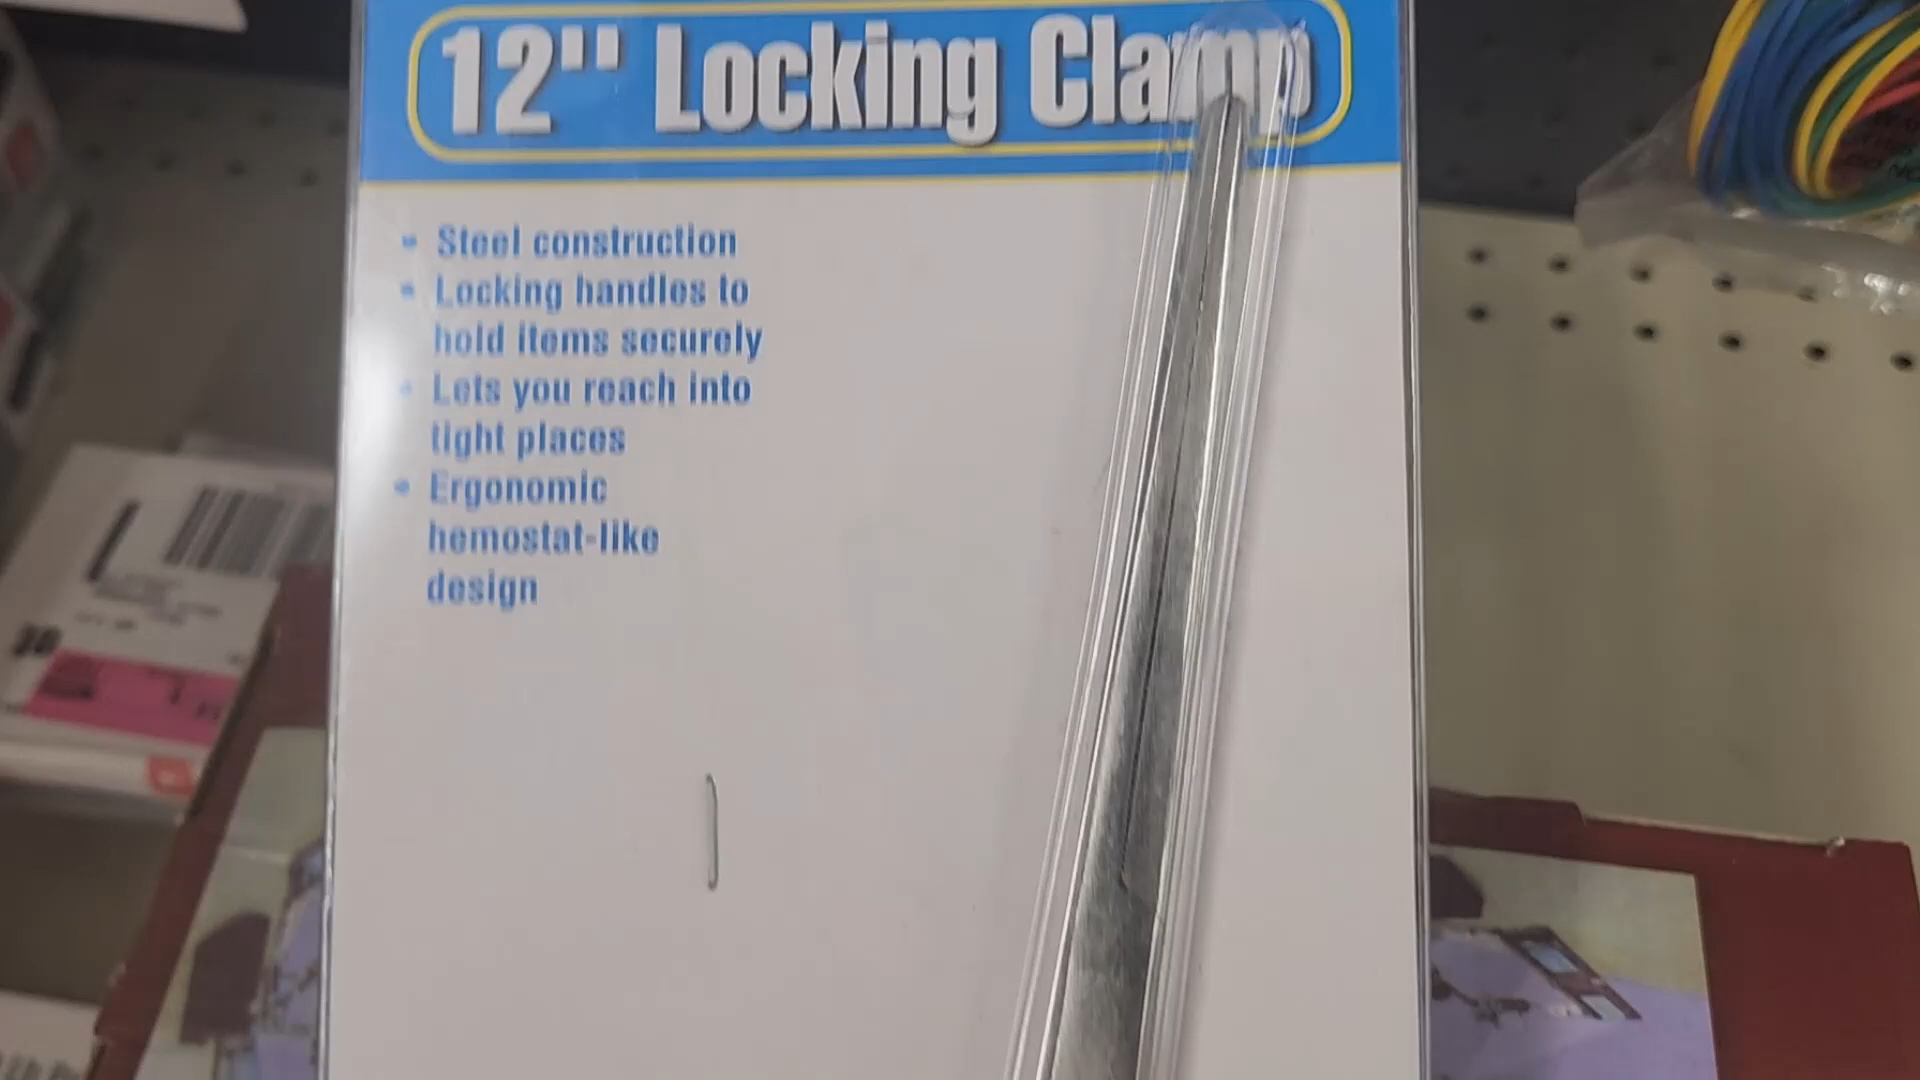 12" Locking Clamp
- Steel construction
- Locking handles to
hold items securely
- Lets you reach into
tight places
- Ergonomic
hemostat-like
design
30